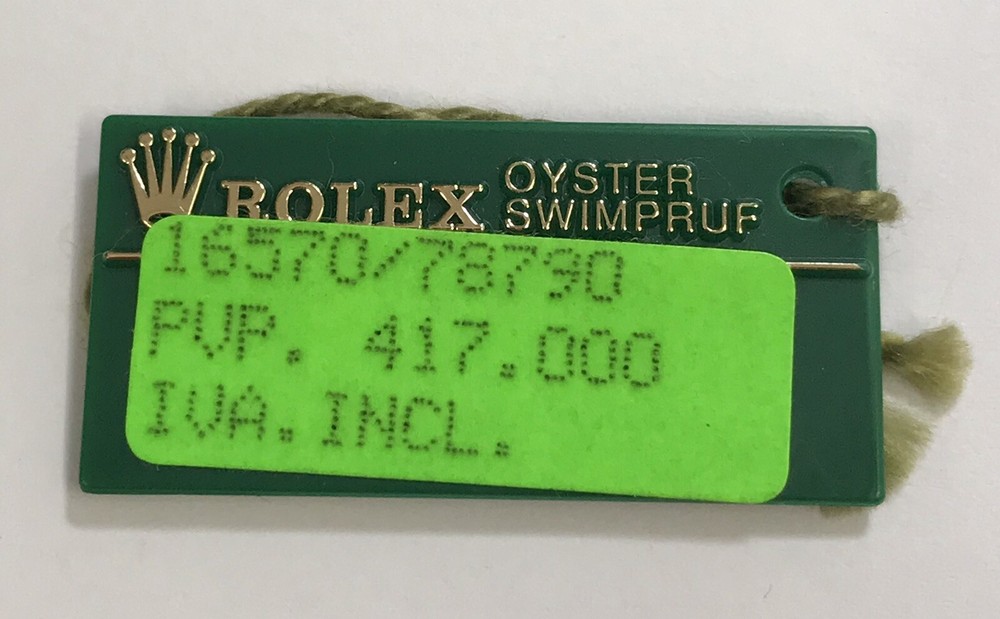 ROLEX OYSTER
SWIMPRUF
16570/78790
PVP. 417.000
IVA.INCL.